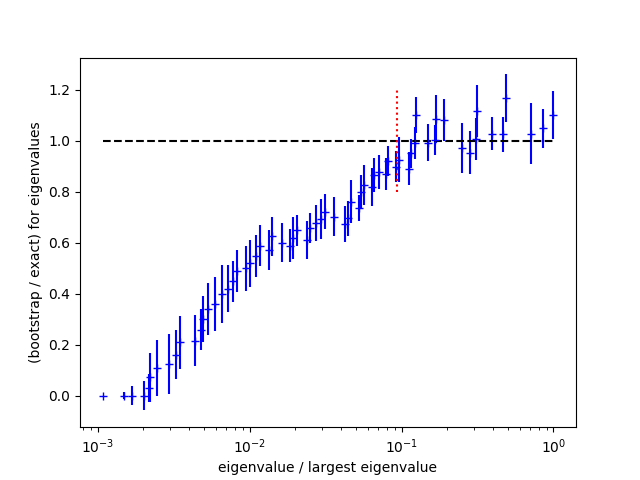 (bootstrap / exact) for eigenvalues
1.2
1.0
0.8
0.6
0.4
0.2
0.0
10⁻³ 10⁻² 10⁻¹ 10⁰
eigenvalue / largest eigenvalue